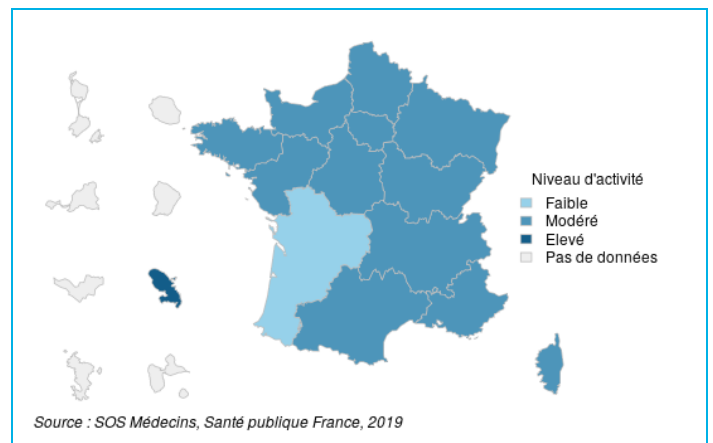 Niveau d'activité
Faible
Modéré
Elevé
Pas de données
Source : SOS Médecins, Santé publique France, 2019